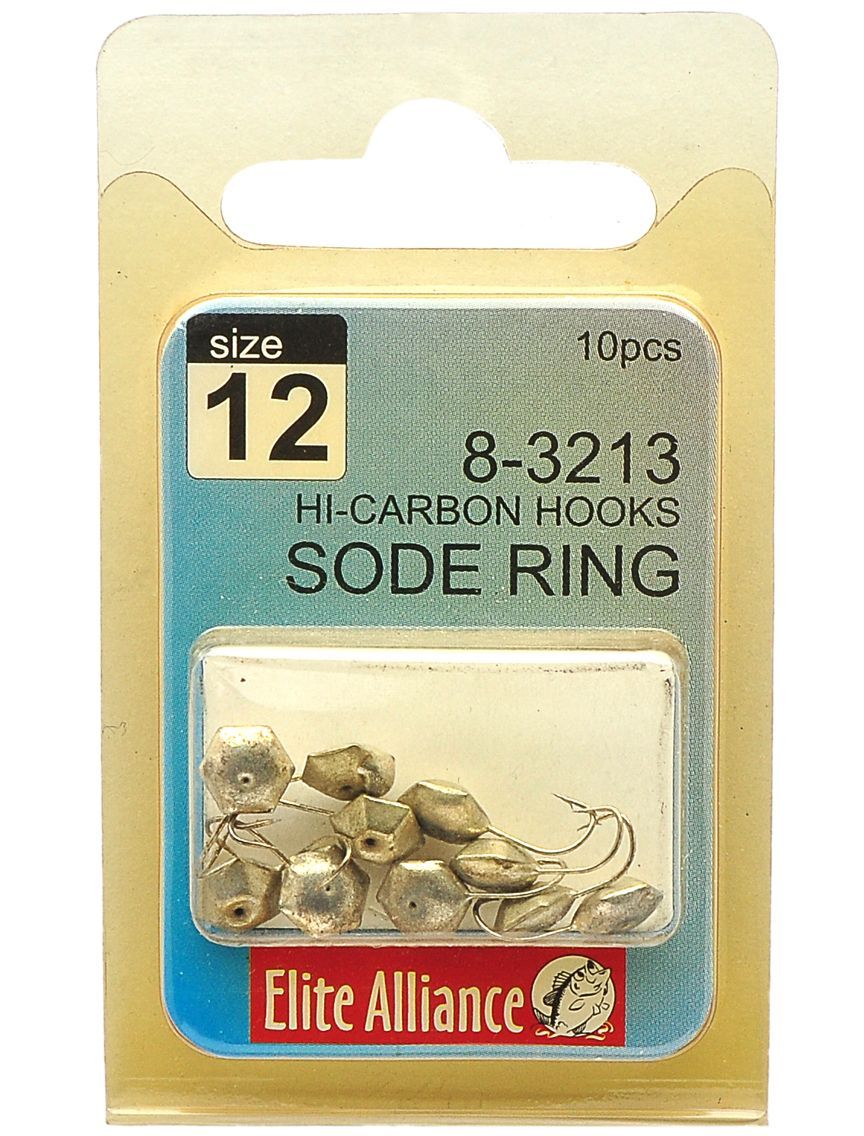 size
12
10pcs
8-3213
HI-CARBON HOOKS
SODE RING
Elite Alliance